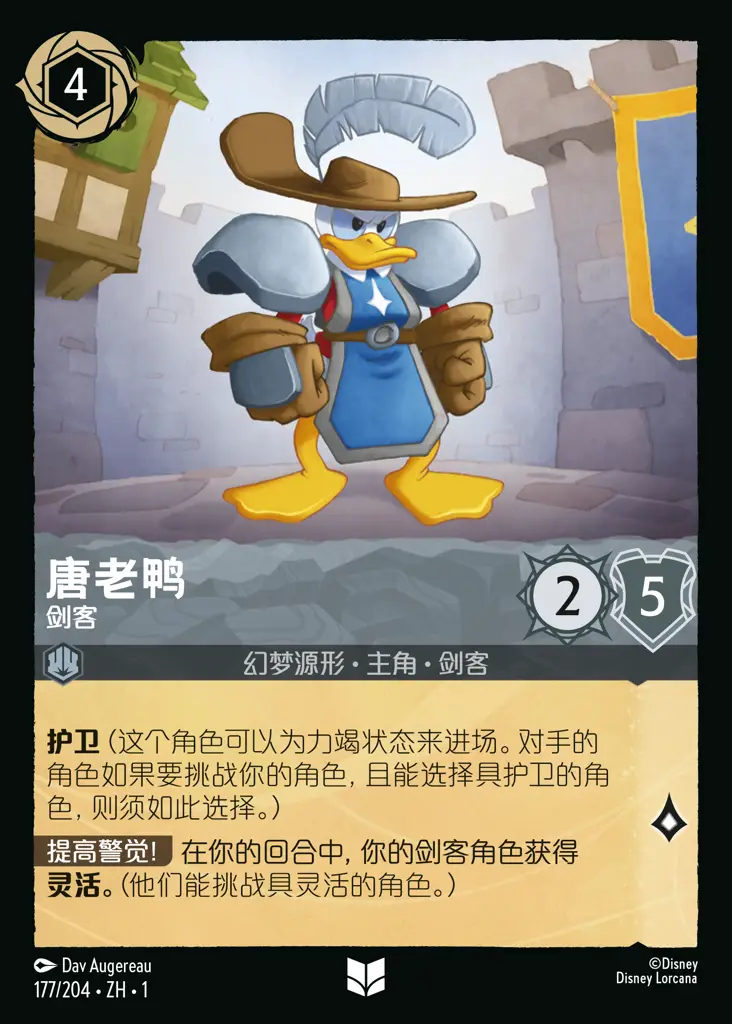 4
唐老鸭
剑客
2
5
幻梦源形·主角·剑客
护卫（这个角色可以为力竭状态来进场。对手的
角色如果要挑战你的角色，且能选择具护卫的角
色，则须如此选择。）
提高警觉！ 在你的回合中，你的剑客角色获得
灵活。（他们能挑战具灵活的角色。）
Dav Augereau
177/204 • ZH • 1
©Disney
Disney Lorcana